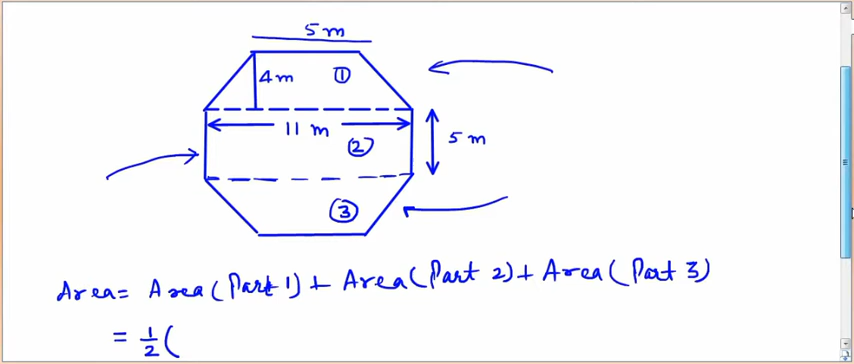 5 m
4 m ①
11 m
② 5 m
③
Area = Area (Part 1) + Area (Part 2) + Area (Part 3)
= 1/2 (